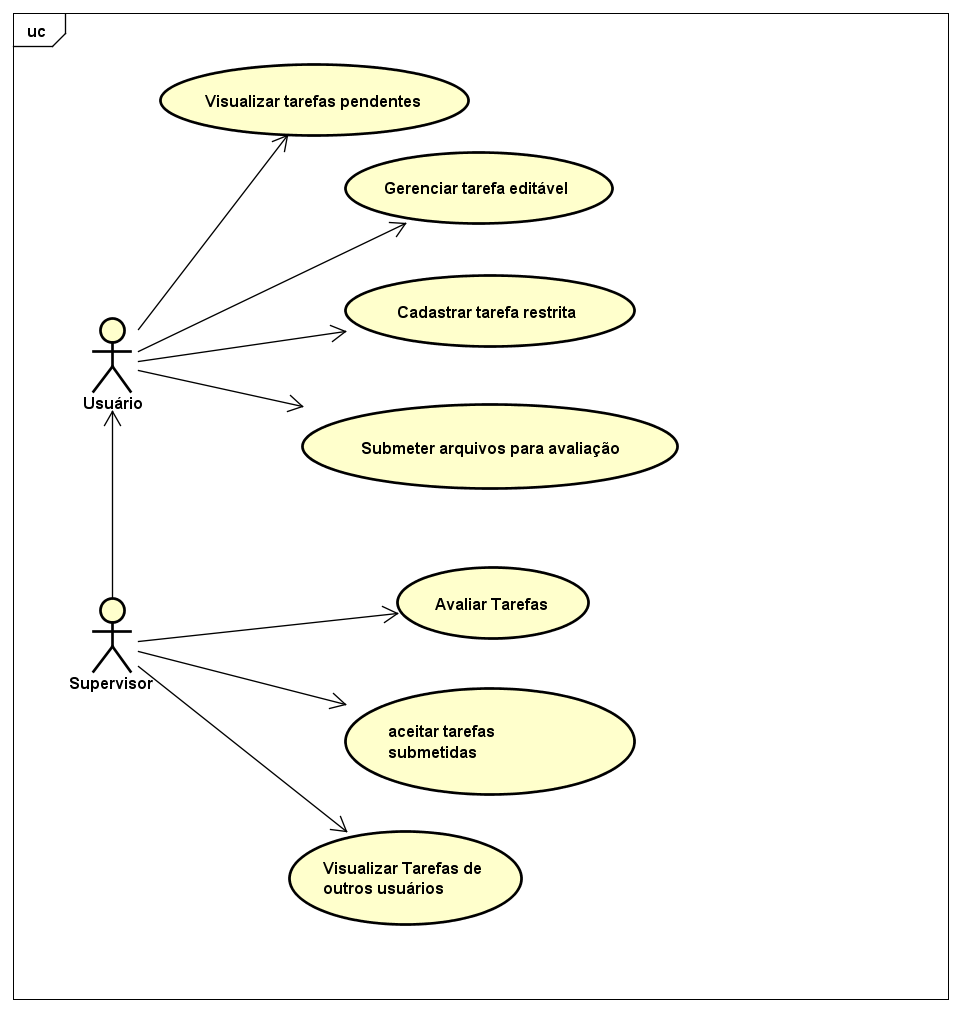 uc
Visualizar tarefas pendentes
Gerenciar tarefa editável
Cadastrar tarefa restrita
Usuário
Submeter arquivos para avaliação
Avaliar Tarefas
Supervisor
aceitar tarefas
submetidas
Visualizar Tarefas de
outros usuários